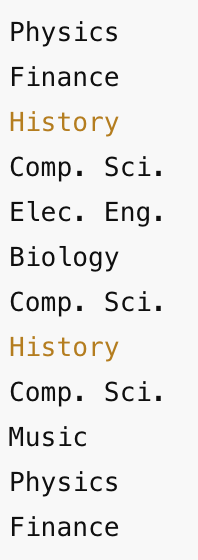 Physics
Finance
History
Comp. Sci.
Elec. Eng.
Biology
Comp. Sci.
History
Comp. Sci.
Music
Physics
Finance